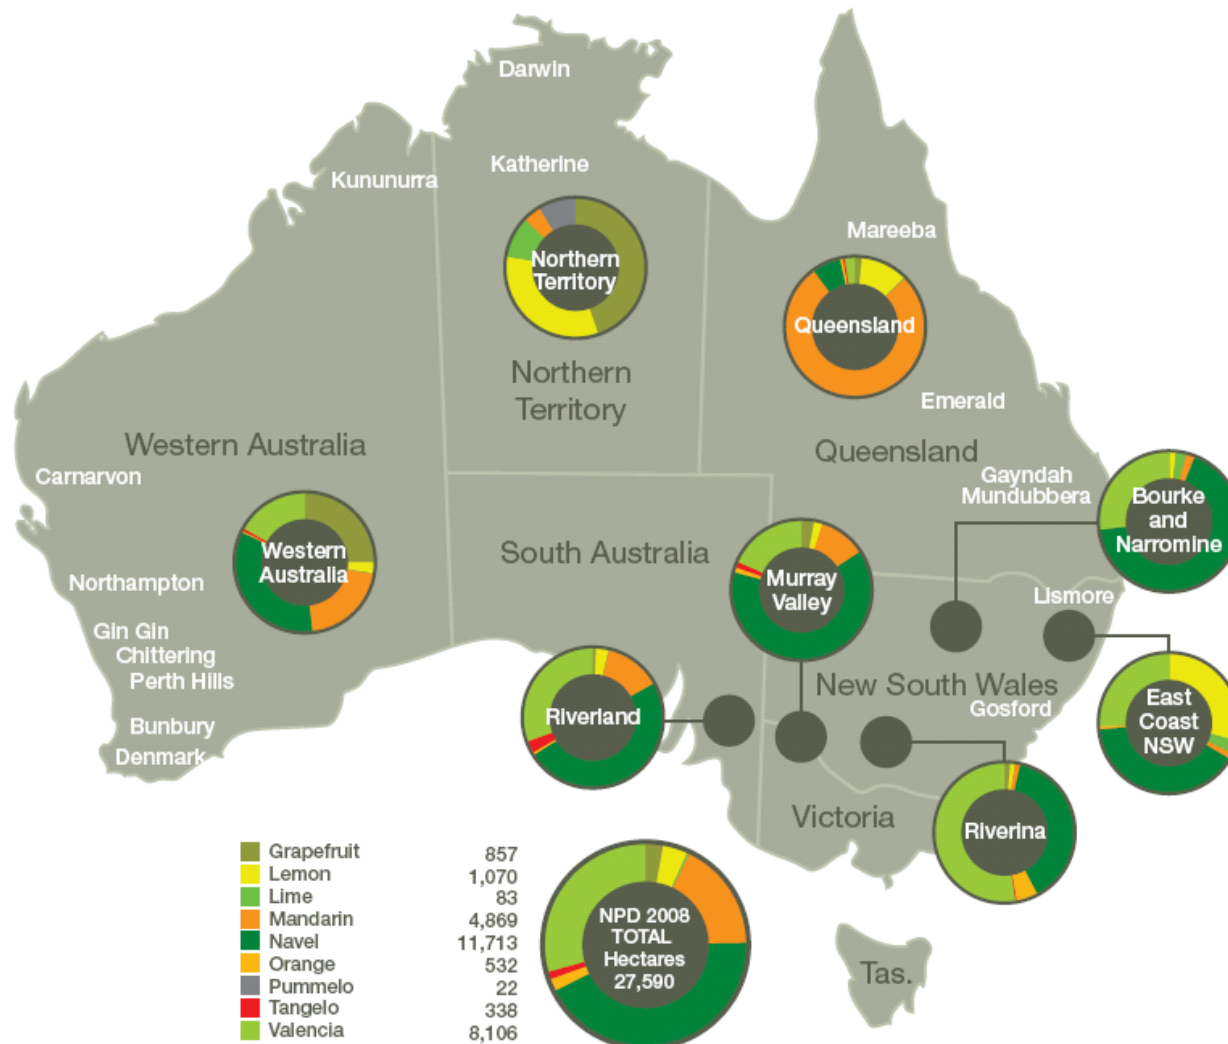 Darwin
Katherine
Kununurra
Mareeba
Northern
Territory
Queensland
Northern
Territory
Emerald
Western Australia
Queensland
Carnarvon
Gayndah
Mundubbera
Bourke
and
Narromine
South Australia
Western
Australia
Murray
Valley
Northampton
Lismore
Gin Gin
Chittering
Perth Hills
New South Wales
Gosford
East
Coast
NSW
Riverland
Bunbury
Denmark
Victoria
Riverina
Grapefruit 857
Lemon 1,070
Lime 83
Mandarin 4,869
Navel 11,713
Orange 532
Pummelo 22
Tangelo 338
Valencia 8,106
NPD 2008
TOTAL
Hectares
27,590
Tas.